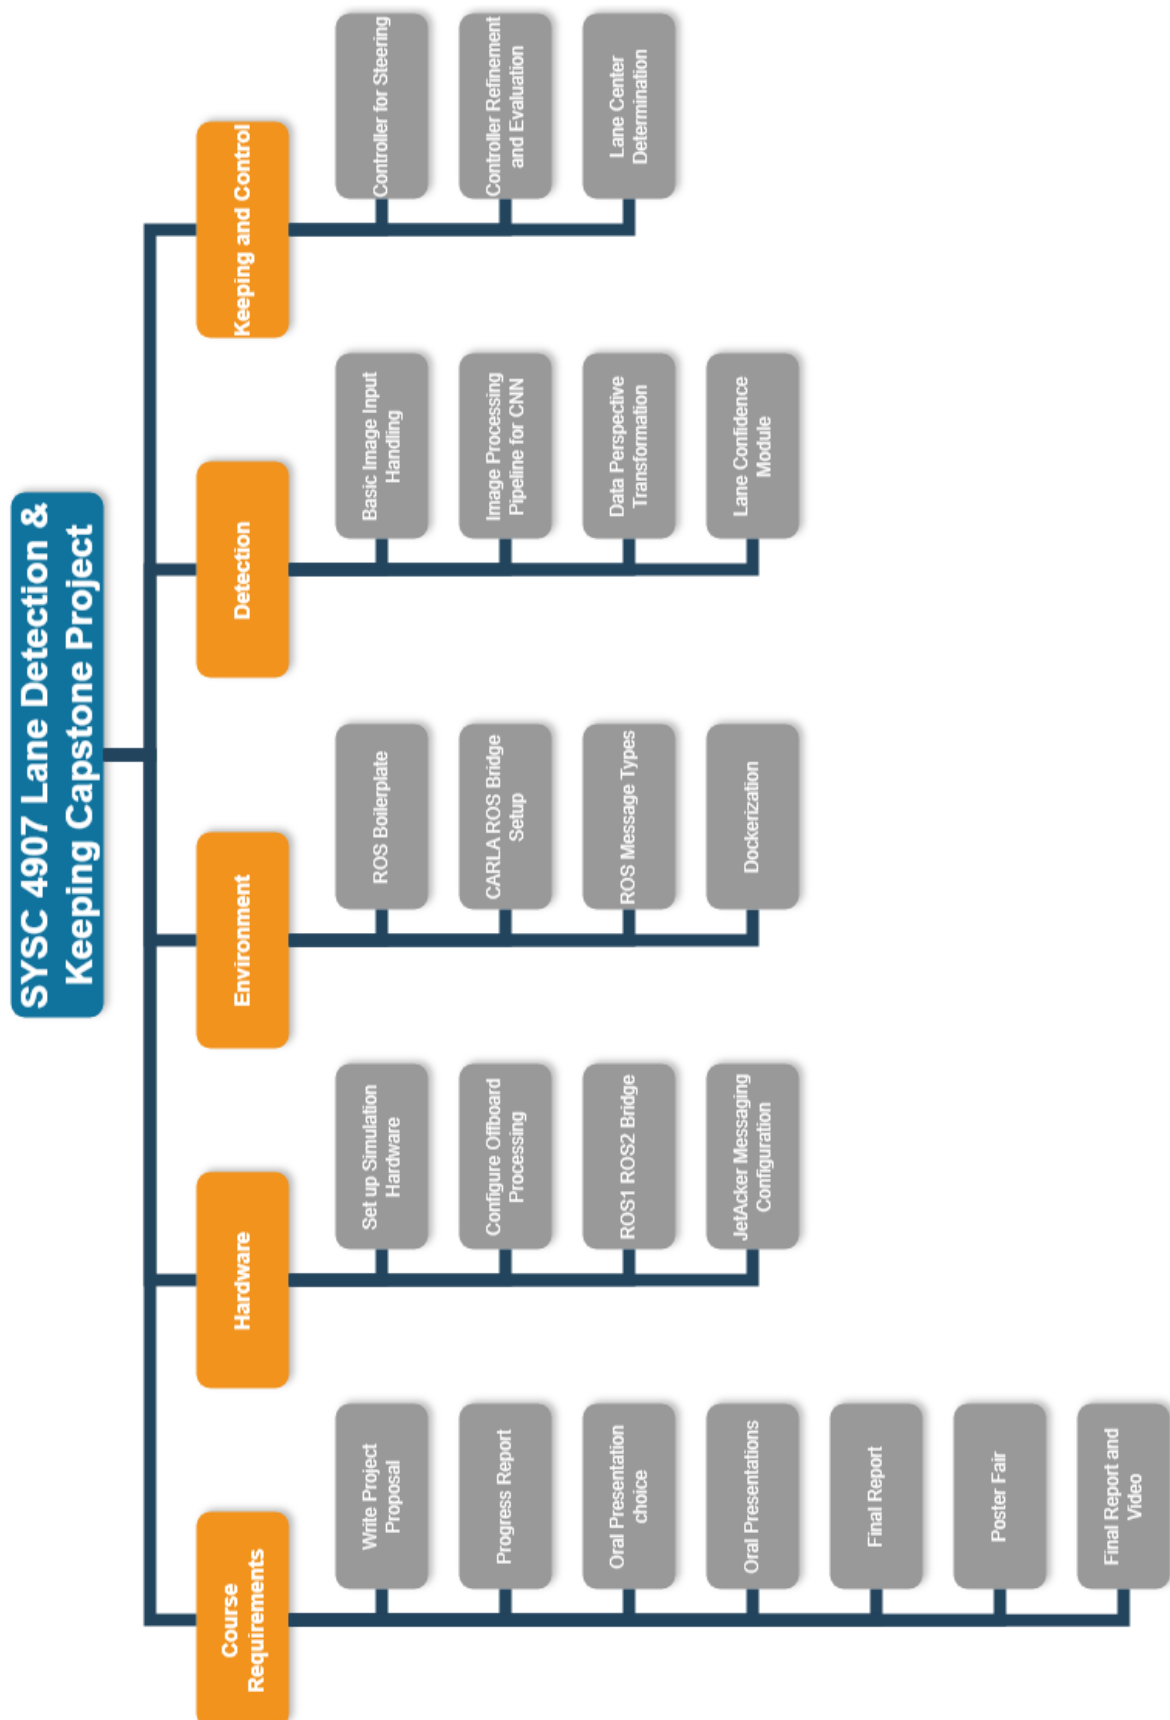 SYSC 4907 Lane Detection &
Keeping Capstone Project
Course
Requirements
Write Project
Proposal
Progress Report
Oral Presentation
choice
Oral Presentations
Final Report
Poster Fair
Final Report and
Video
Hardware
Set up Simulation
Hardware
Configure Offboard
Processing
ROS1 ROS2 Bridge
JetAcker Messaging
Configuration
Environment
ROS Boilerplate
CARLA ROS Bridge
Setup
ROS Message Types
Dockerization
Detection
Basic Image Input
Handling
Image Processing
Pipeline for CNN
Data Perspective
Transformation
Lane Confidence
Module
Keeping and Control
Controller for Steering
Controller Refinement
and Evaluation
Lane Center
Determination